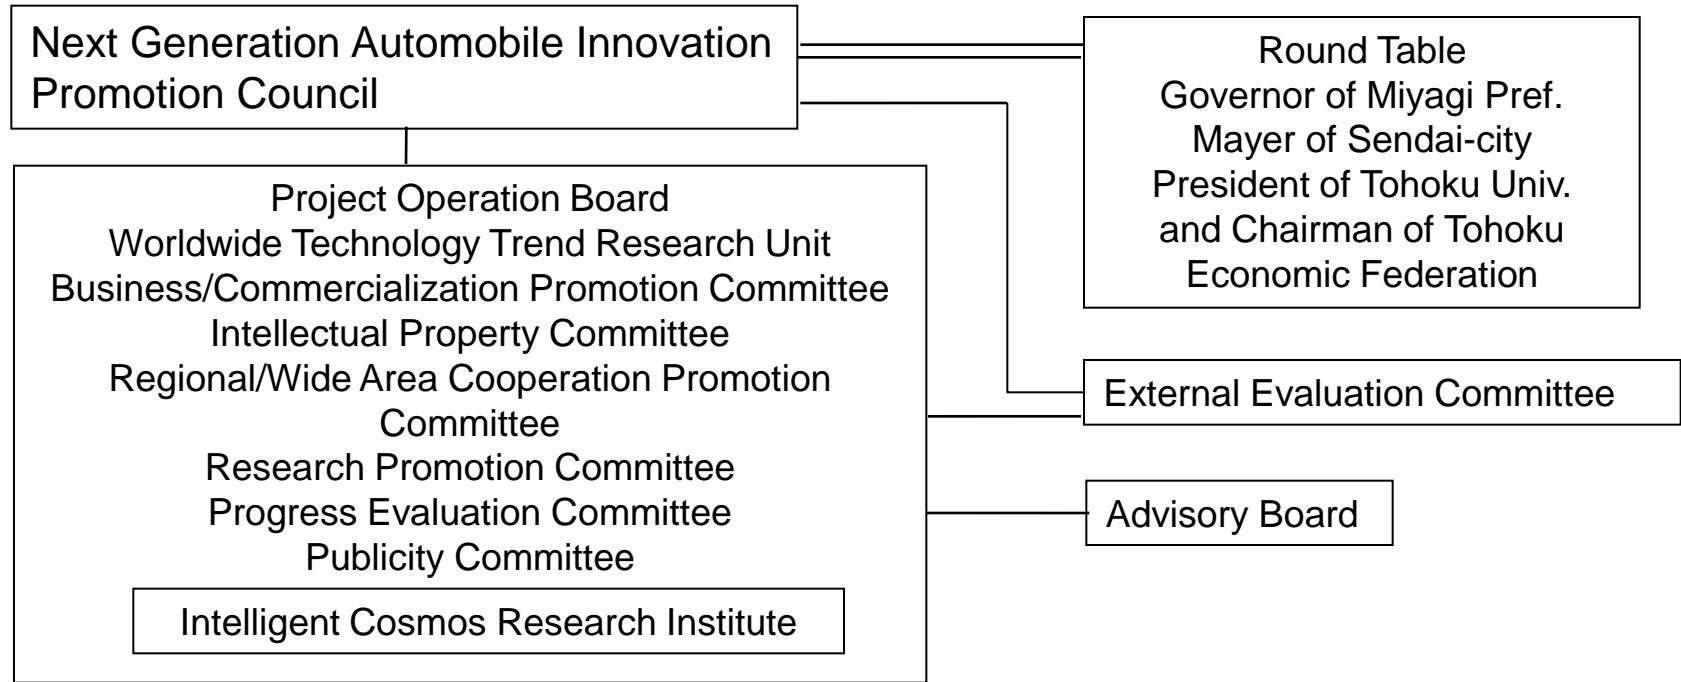 Next Generation Automobile Innovation
Promotion Council
Round Table
Governor of Miyagi Pref.
Mayer of Sendai-city
President of Tohoku Univ.
and Chairman of Tohoku
Economic Federation
Project Operation Board
Worldwide Technology Trend Research Unit
Business/Commercialization Promotion Committee
Intellectual Property Committee
Regional/Wide Area Cooperation Promotion
Committee
Research Promotion Committee
Progress Evaluation Committee
Publicity Committee
Intelligent Cosmos Research Institute
External Evaluation Committee
Advisory Board